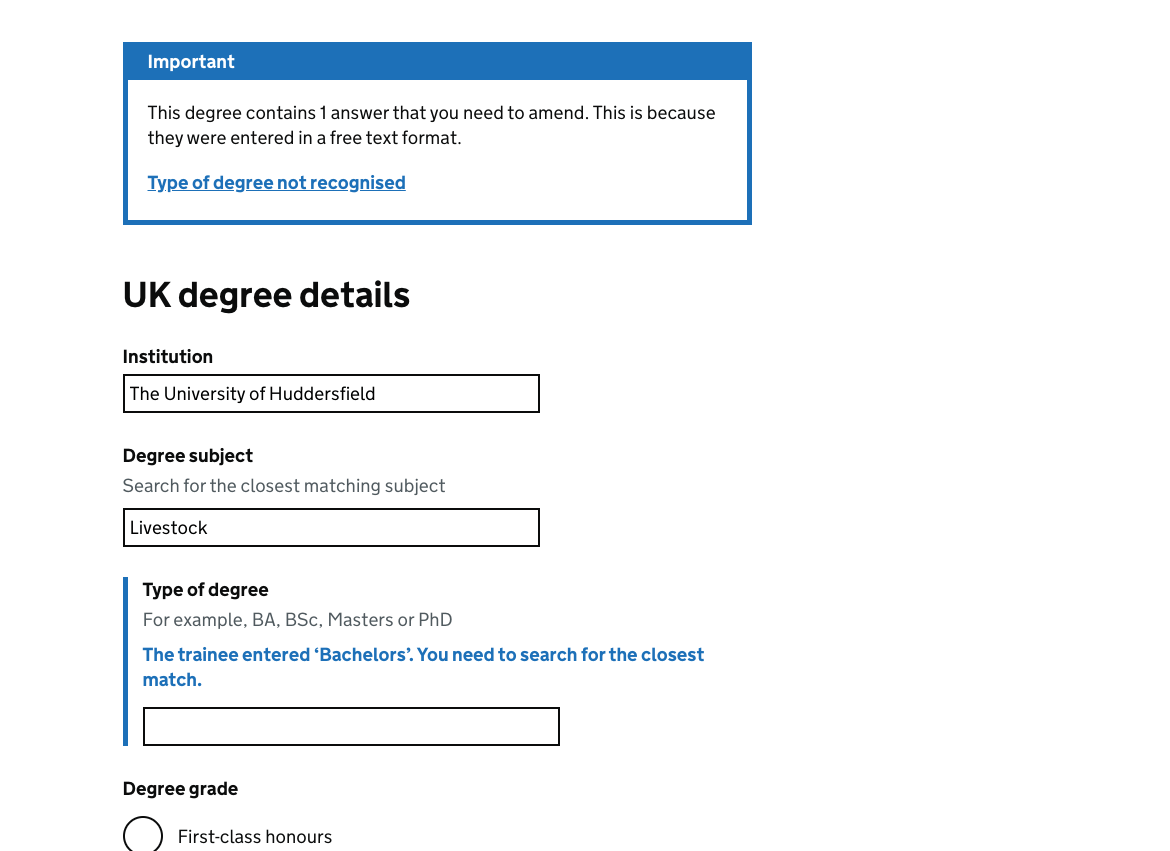 Important
This degree contains 1 answer that you need to amend. This is because
they were entered in a free text format.
Type of degree not recognised
UK degree details
Institution
The University of Huddersfield
Degree subject
Search for the closest matching subject
Livestock
Type of degree
For example, BA, BSc, Masters or PhD
The trainee entered ‘Bachelors’. You need to search for the closest
match.
Degree grade
First-class honours